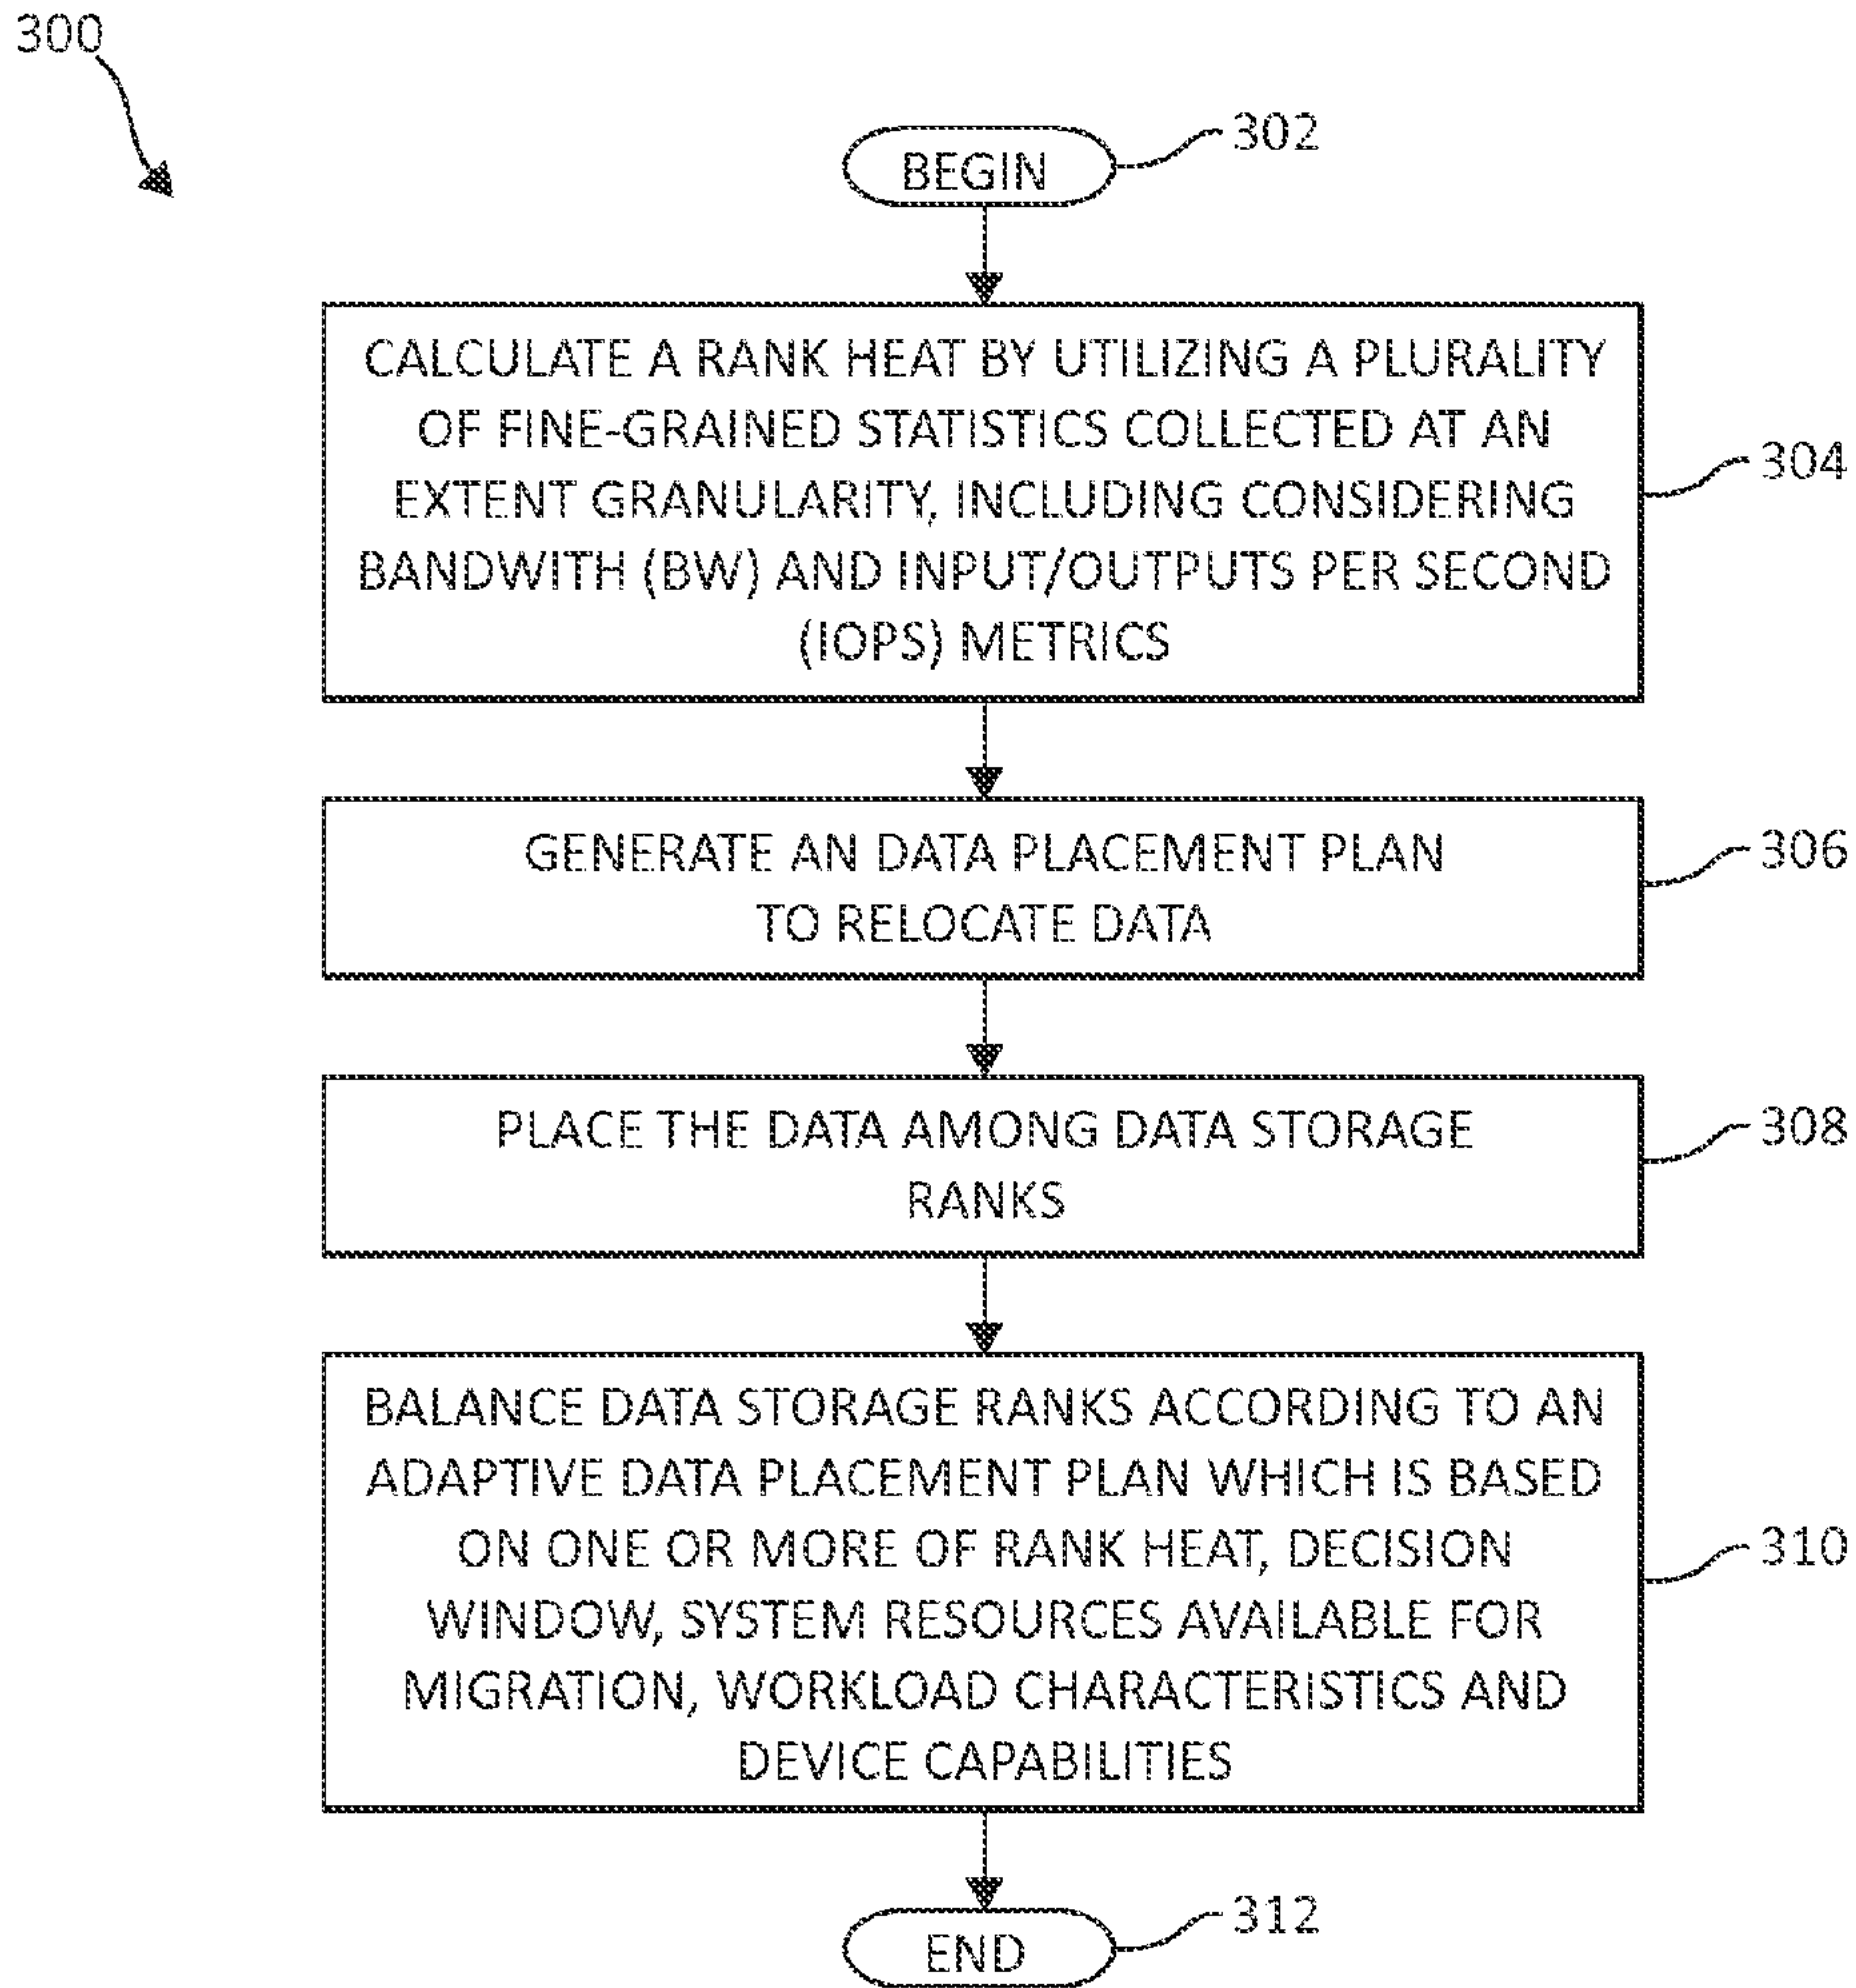 300
302
BEGIN
CALCULATE A RANK HEAT BY UTILIZING A PLURALITY
OF FINE-GRAINED STATISTICS COLLECTED AT AN
EXTENT GRANULARITY, INCLUDING CONSIDERING
BANDWITH (BW) AND INPUT/OUTPUTS PER SECOND
(IOPS) METRICS
304
GENERATE AN DATA PLACEMENT PLAN
TO RELOCATE DATA
306
PLACE THE DATA AMONG DATA STORAGE
RANKS
308
BALANCE DATA STORAGE RANKS ACCORDING TO AN
ADAPTIVE DATA PLACEMENT PLAN WHICH IS BASED
ON ONE OR MORE OF RANK HEAT, DECISION
WINDOW, SYSTEM RESOURCES AVAILABLE FOR
MIGRATION, WORKLOAD CHARACTERISTICS AND
DEVICE CAPABILITIES
310
312
END